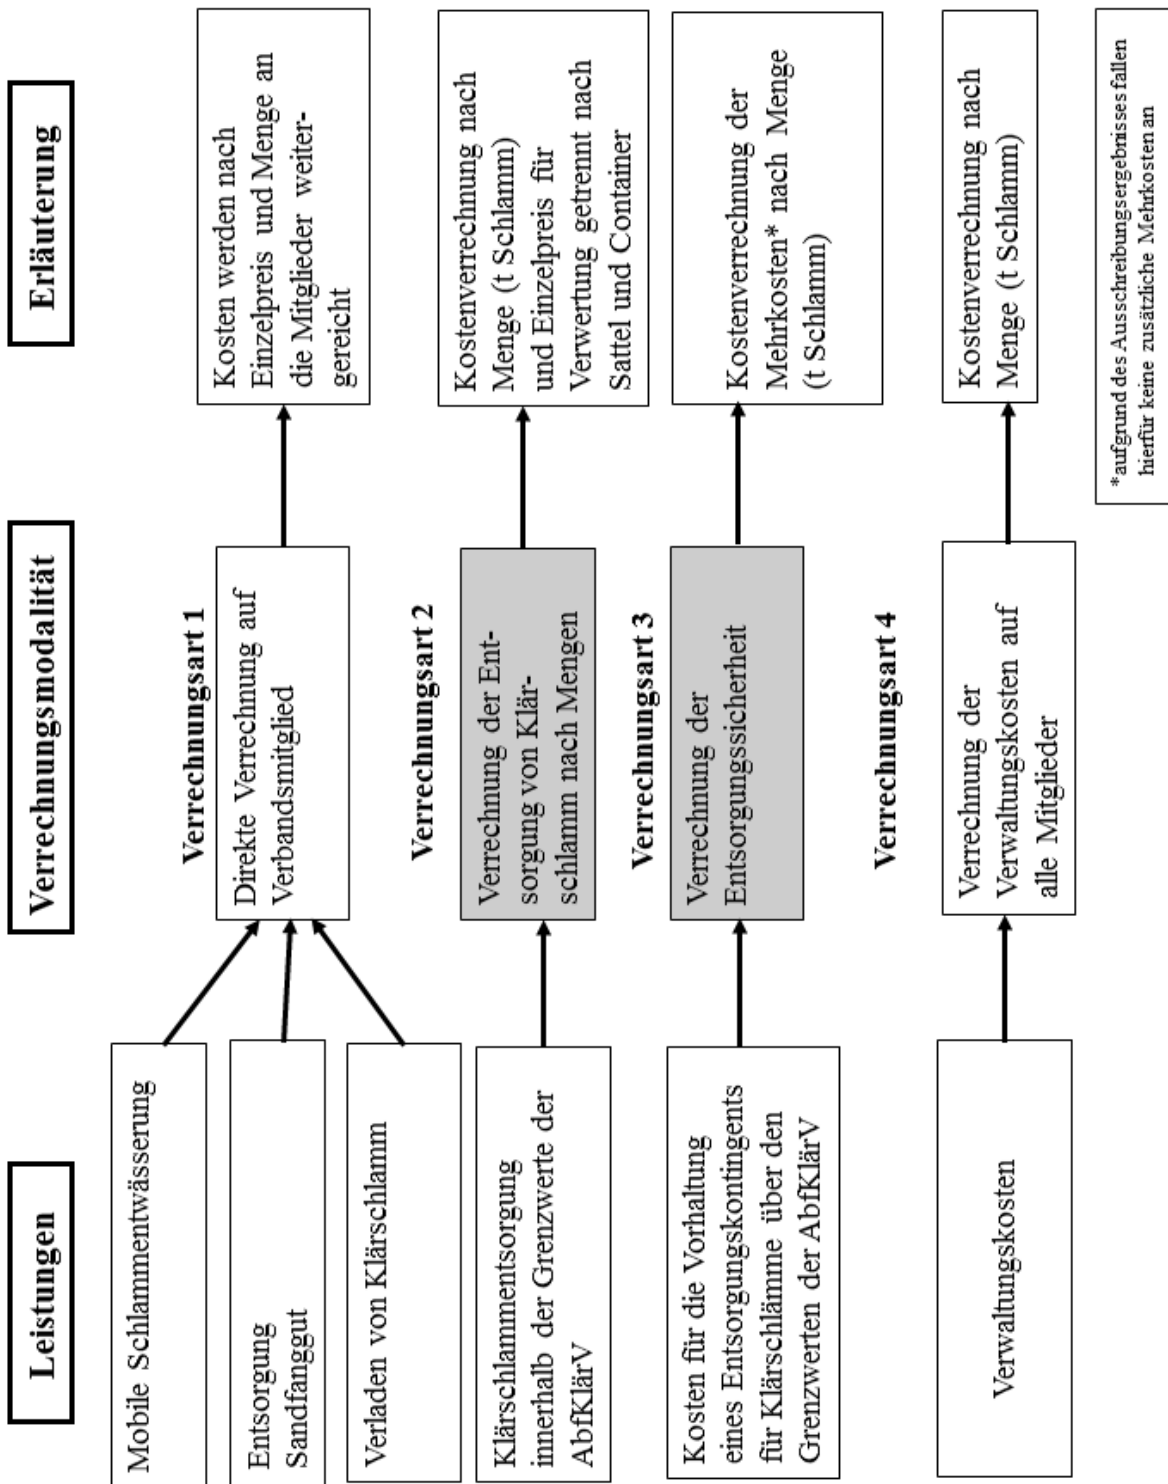 Leistungen
Verrechnungsmodalität
Erläuterung
Mobile Schlammentwässerung
Entsorgung
Sandfanggut
Verladen von Klärschlamm
Verrechnungsart 1
Direkte Verrechnung auf
Verbandsmitglied
Kosten werden nach
Einzelpreis und Menge an
die Mitglieder weiter-
gereicht
Klärschlammentsorgung
innerhalb der Grenzwerte der
AbfKlärV
Verrechnungsart 2
Verrechnung der Ent-
sorgung von Klär-
schlamm nach Mengen
Kostenverrechnung nach
Menge (t Schlamm)
und Einzelpreis für
Verwertung getrennt nach
Sattel und Container
Kosten für die Vorhaltung
eines Entsorgungskontingents
für Klärschlämme über den
Grenzwerten der AbfKlärV
Verrechnungsart 3
Verrechnung der
Entsorgungssicherheit
Kostenverrechnung der
Mehrkosten* nach Menge
(t Schlamm)
Verwaltungskosten
Verrechnungsart 4
Verrechnung der
Verwaltungskosten auf
alle Mitglieder
Kostenverrechnung nach
Menge (t Schlamm)
*aufgrund des Ausschreibungsergebnisses fallen
hierfür keine zusätzliche Mehrkosten an